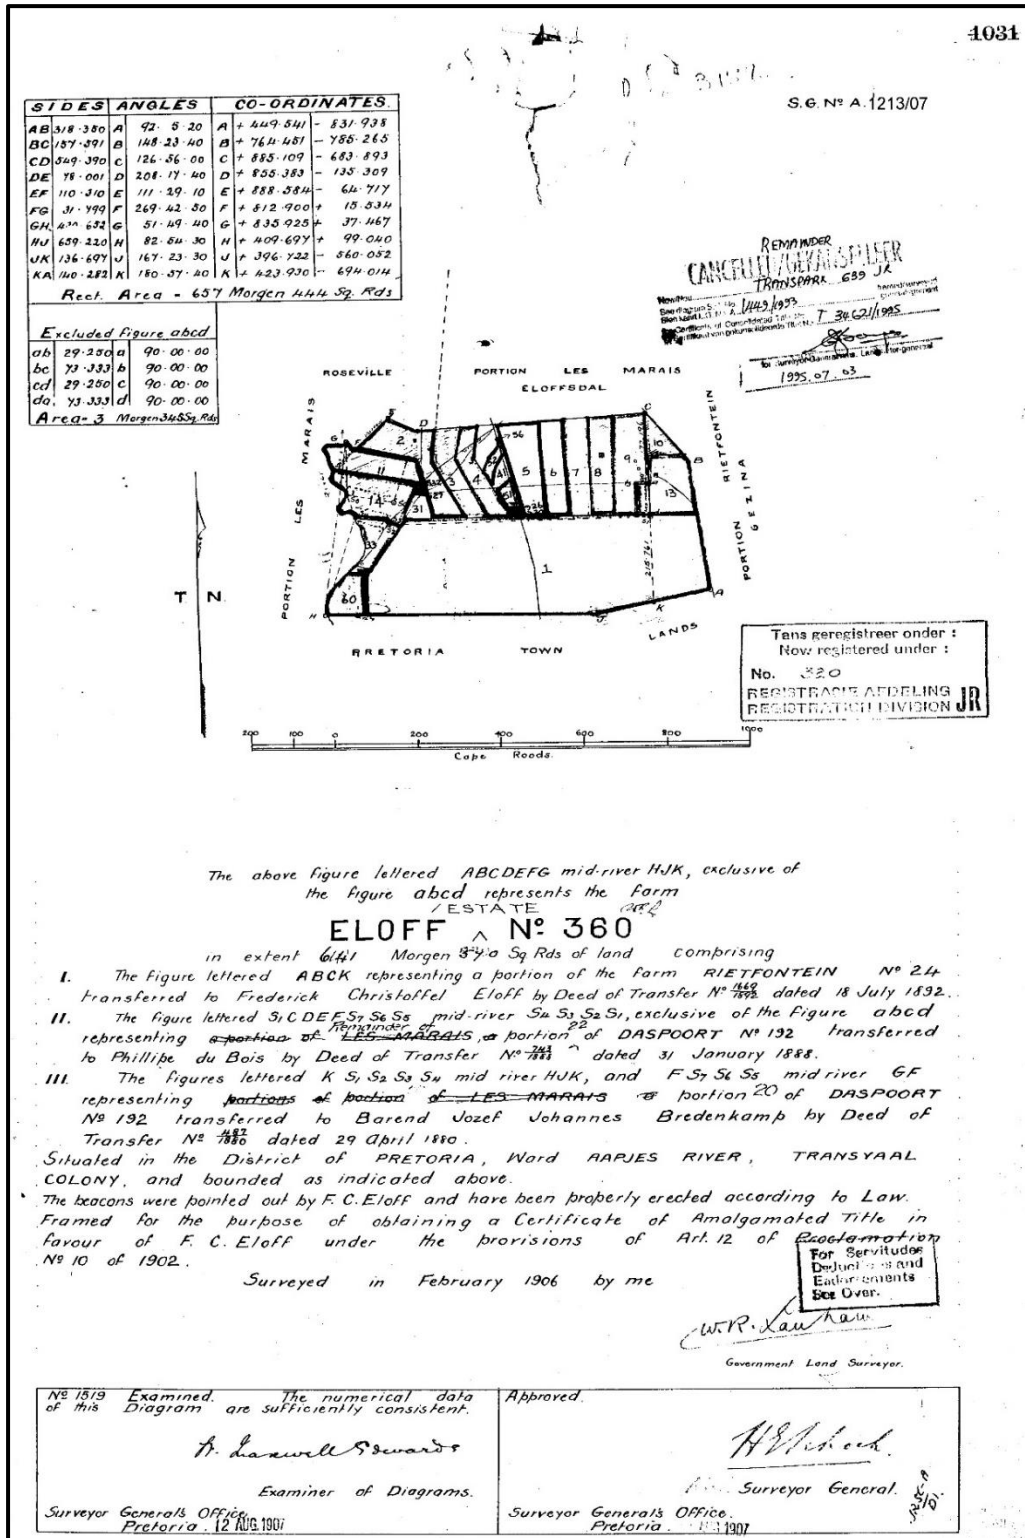 1031
S.G. Nº A. 1213/07
SIDES ANGLES CO-ORDINATES.
AB 318·380 A 92· 5·20 A + 449·541 - 831·938
BC 157·591 B 148·23·40 B + 764·451 - 785·265
CD 549·390 C 126·56·00 C + 885·109 - 683·893
DE 78·001 D 208·17·40 D + 855·383 - 135·309
EF 110·310 E 111·29·10 E + 888·584 - 64·717
FG 31·799 F 269·42·50 F + 812·900 + 15·534
GH 652 G 51·49·40 G + 835·925 + 37·467
HJ 659·220 H 82·54·30 H + 409·697 + 99·040
JK 136·697 J 167·23·30 J + 396·722 - 560·052
KA 140·282 K 180·57·40 K + 423·930 - 694·014
Rect. Area - 657 Morgen 444 Sq. Rds
Excluded figure abcd
ab 29·250 a 90·00·00
bc 73·333 b 90·00·00
cd 29·250 c 90·00·00
da 73·333 d 90·00·00
Area- 3 Morgen 345 Sq. Rds
REMAINDER
CANCELLED/GEKANSELLEER
TRANSPARK 639 JR
1449/1993
T 34621/1995
1995.07.03
ROSEVILLE PORTION LES MARAIS
ELOFFSDAL
PORTION LES MARAIS
RIETFONTEIN
PORTION GEZINA
T N.
PRETORIA TOWN LANDS
Tans geregistreer onder :
Now registered under :
No. 320
REGISTRASIE AFDELING
REGISTRATION DIVISION JR
200 100 0 200 400 600 800 1000
Cape Roods.
The above figure lettered ABCDEFG mid-river HJK, exclusive of
the figure abcd represents the farm
/ESTATE
ELOFF ^ Nº 360
in extent 641 Morgen 340 Sq Rds of land comprising
I. The figure lettered ABCK representing a portion of the farm RIETFONTEIN Nº 24
transferred to Frederick Christoffel Eloff by Deed of Transfer Nº 1669/1892 dated 18 July 1892.
II. The figure lettered S1 C D E F S7 S6 S5 mid-river S4 S3 S2 S1, exclusive of the figure abcd
representing a portion of Remainder of LES MARAIS, a portion 22 of DASPOORT Nº 192 transferred
to Phillipe du Bois by Deed of Transfer Nº 243/1888 dated 31 January 1888.
III. The figures lettered K S1 S2 S3 S4 mid river HJK, and F S7 S6 S5 mid river GF
representing portions of portion of LES MARAIS a portion 20 of DASPOORT
Nº 192 transferred to Barend Jozef Johannes Bredenkamp by Deed of
Transfer Nº 487/1880 dated 29 April 1880.
Situated in the District of PRETORIA, Ward AAPJES RIVER, TRANSVAAL
COLONY, and bounded as indicated above.
The beacons were pointed out by F. C. Eloff and have been properly erected according to Law.
Framed for the purpose of obtaining a Certificate of Amalgamated Title in
favour of F. C. Eloff under the provisions of Art. 12 of Proclamation
Nº 10 of 1902.
For Servitudes
Deductions and
Endorsements
See Over.
Surveyed in February 1906 by me
Government Land Surveyor.
Nº 1519 Examined. The numerical data
of this Diagram are sufficiently consistent.
Examiner of Diagrams.
Surveyor General's Office,
Pretoria. 12 AUG. 1907
Approved.
Surveyor General.
Surveyor General's Office.
Pretoria. 1907